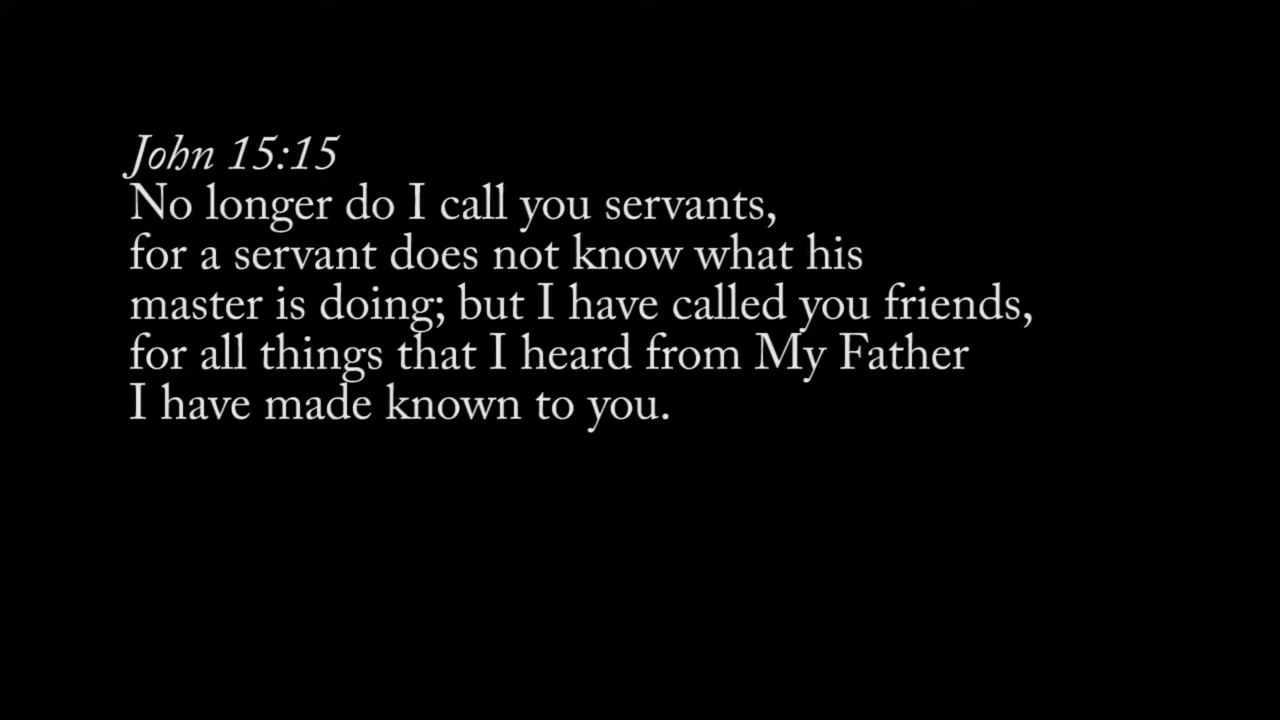 John 15:15
No longer do I call you servants,
for a servant does not know what his
master is doing; but I have called you friends,
for all things that I heard from My Father
I have made known to you.